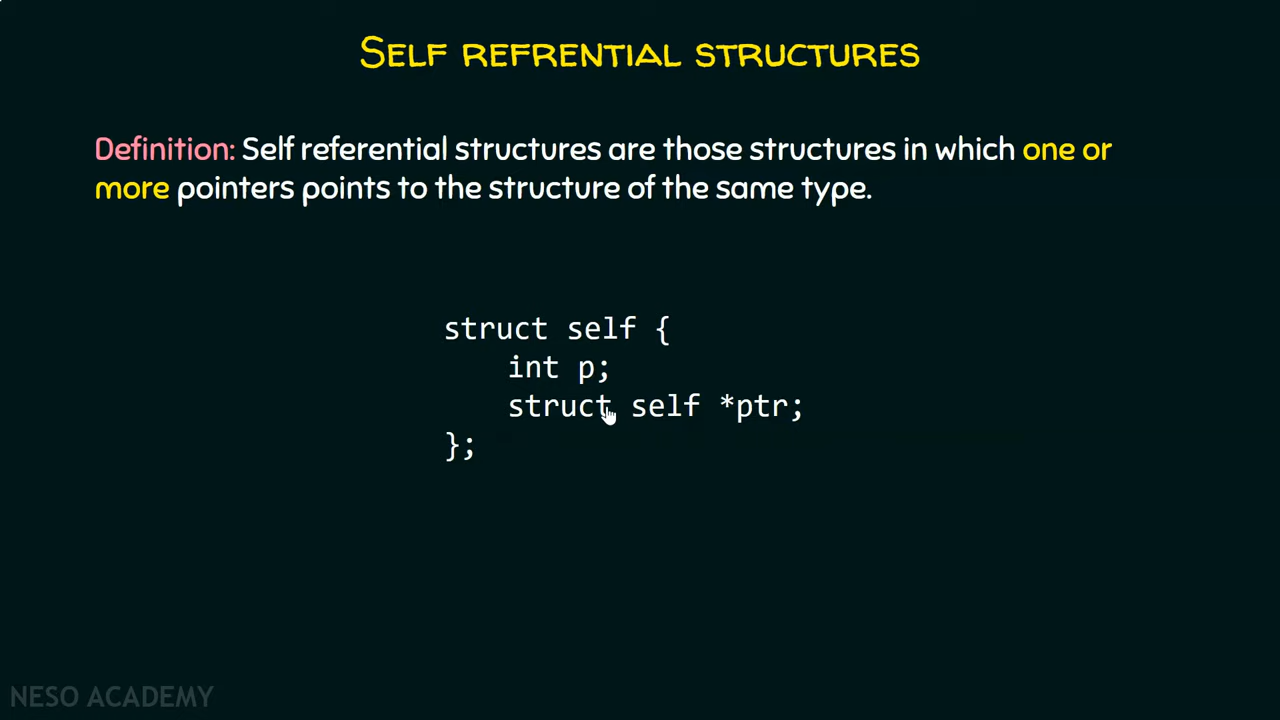 SELF REFRENTIAL STRUCTURES
Definition: Self referential structures are those structures in which one or
more pointers points to the structure of the same type.
struct self {
int p;
struct self *ptr;
};
NESO ACADEMY